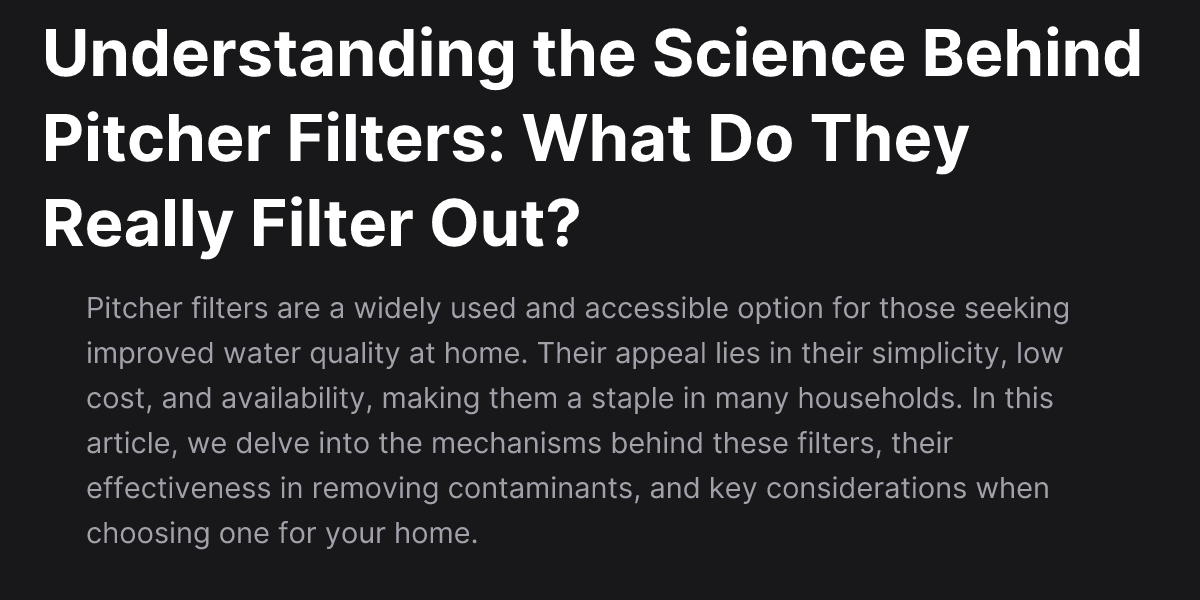 Understanding the Science Behind
Pitcher Filters: What Do They
Really Filter Out?
Pitcher filters are a widely used and accessible option for those seeking
improved water quality at home. Their appeal lies in their simplicity, low
cost, and availability, making them a staple in many households. In this
article, we delve into the mechanisms behind these filters, their
effectiveness in removing contaminants, and key considerations when
choosing one for your home.